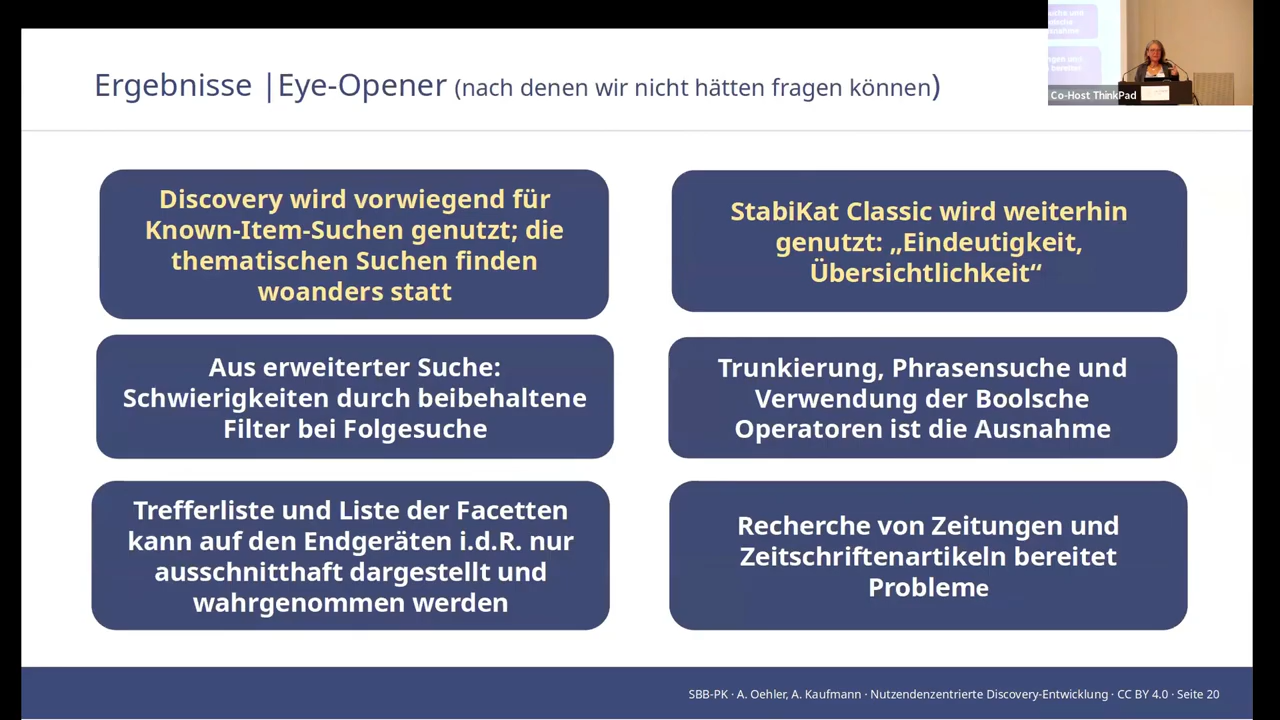 Ergebnisse |Eye-Opener (nach denen wir nicht hätten fragen können)
Co-Host ThinkPad
Discovery wird vorwiegend für
Known-Item-Suchen genutzt; die
thematischen Suchen finden
woanders statt
StabiKat Classic wird weiterhin
genutzt: „Eindeutigkeit,
Übersichtlichkeit“
Aus erweiterter Suche:
Schwierigkeiten durch beibehaltene
Filter bei Folgesuche
Trunkierung, Phrasensuche und
Verwendung der Boolsche
Operatoren ist die Ausnahme
Trefferliste und Liste der Facetten
kann auf den Endgeräten i.d.R. nur
ausschnitthaft dargestellt und
wahrgenommen werden
Recherche von Zeitungen und
Zeitschriftenartikeln bereitet
Probleme
SBB-PK · A. Oehler, A. Kaufmann · Nutzendenzentrierte Discovery-Entwicklung · CC BY 4.0 · Seite 20